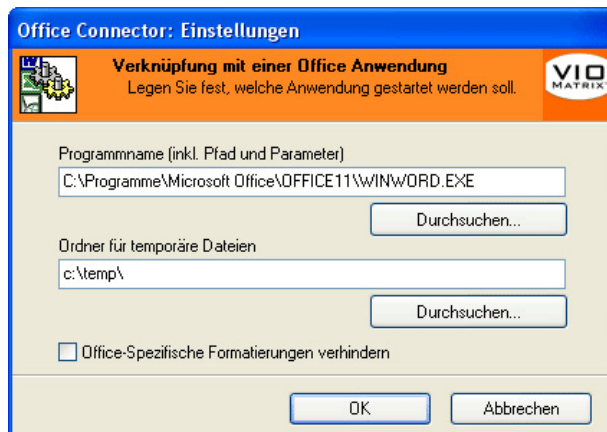 Office Connector: Einstellungen
Verknüpfung mit einer Office Anwendung
Legen Sie fest, welche Anwendung gestartet werden soll.
VIO
MATRIX
Programmname (inkl. Pfad und Parameter)
C:\Programme\Microsoft Office\OFFICE11\WINWORD.EXE
Durchsuchen...
Ordner für temporäre Dateien
c:\temp\
Durchsuchen...
Office-Spezifische Formatierungen verhindern
OK
Abbrechen